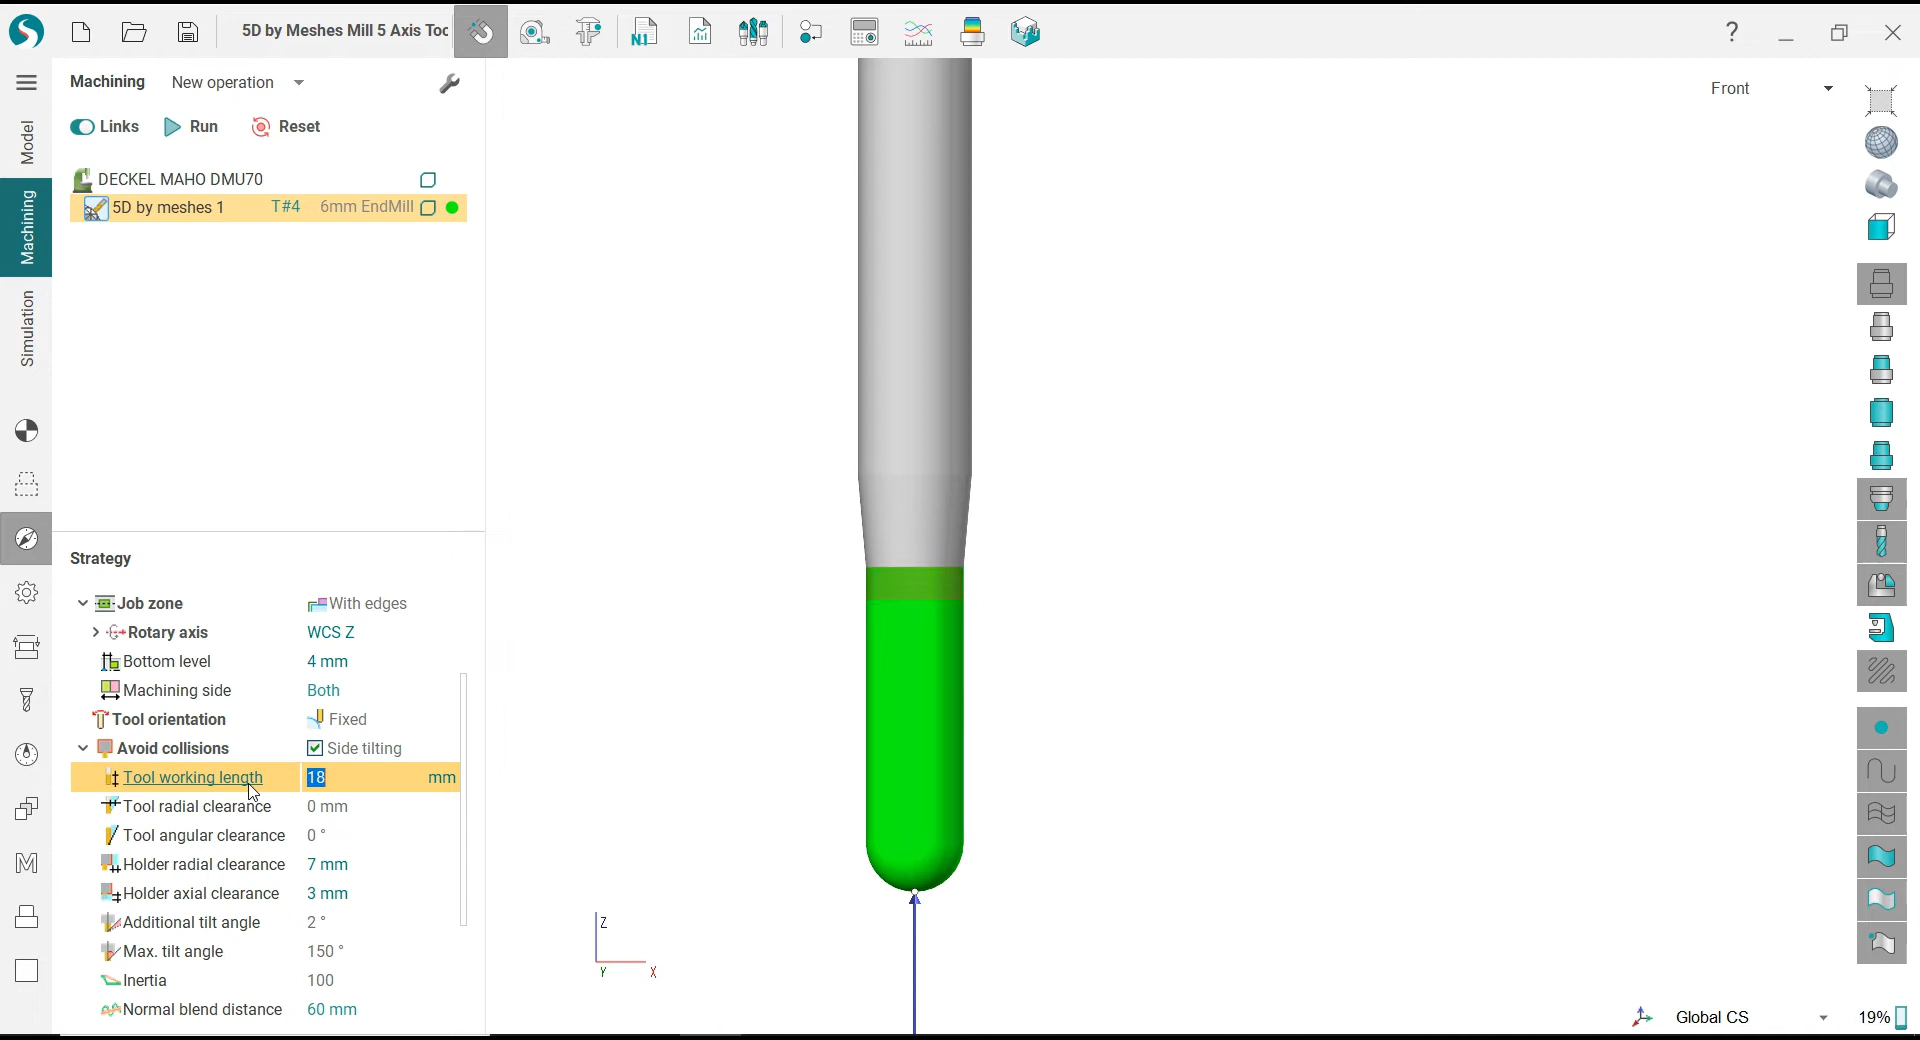 5D by Meshes Mill 5 Axis Too
N1
?
Machining New operation
Links Run Reset
Model
Machining
Simulation
DECKEL MAHO DMU70
5D by meshes 1 T#4 6mm EndMill
Strategy
Job zone With edges
Rotary axis WCS Z
Bottom level 4 mm
Machining side Both
Tool orientation Fixed
Avoid collisions Side tilting
Tool working length 18 mm
Tool radial clearance 0 mm
Tool angular clearance 0 °
Holder radial clearance 7 mm
Holder axial clearance 3 mm
Additional tilt angle 2 °
Max. tilt angle 150 °
Inertia 100
Normal blend distance 60 mm
M
Front
Z
Y X
Global CS 19%